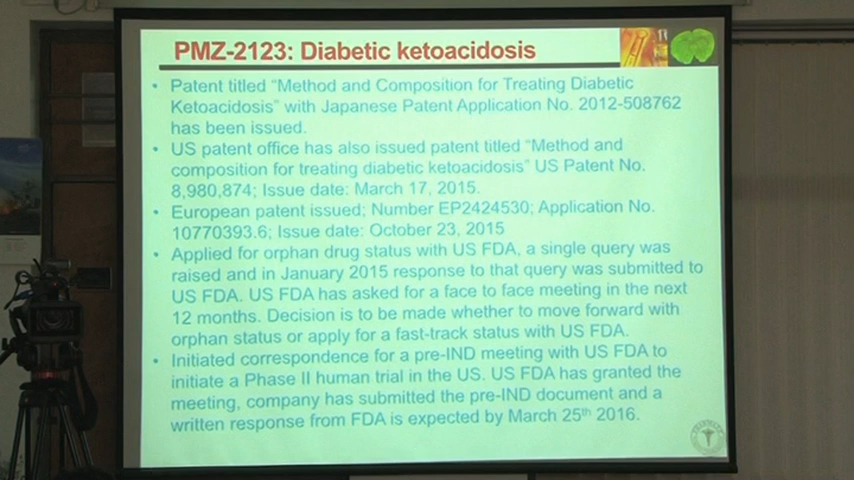 PMZ-2123: Diabetic ketoacidosis
• Patent titled “Method and Composition for Treating Diabetic
Ketoacidosis” with Japanese Patent Application No. 2012-508762
has been issued.
• US patent office has also issued patent titled “Method and
composition for treating diabetic ketoacidosis” US Patent No.
8,980,874; Issue date: March 17, 2015.
• European patent issued; Number EP2424530; Application No.
10770393.6; Issue date: October 23, 2015
• Applied for orphan drug status with US FDA, a single query was
raised and in January 2015 response to that query was submitted to
US FDA. US FDA has asked for a face to face meeting in the next
12 months. Decision is to be made whether to move forward with
orphan status or apply for a fast-track status with US FDA.
• Initiated correspondence for a pre-IND meeting with US FDA to
initiate a Phase II human trial in the US. US FDA has granted the
meeting, company has submitted the pre-IND document and a
written response from FDA is expected by March 25th 2016.